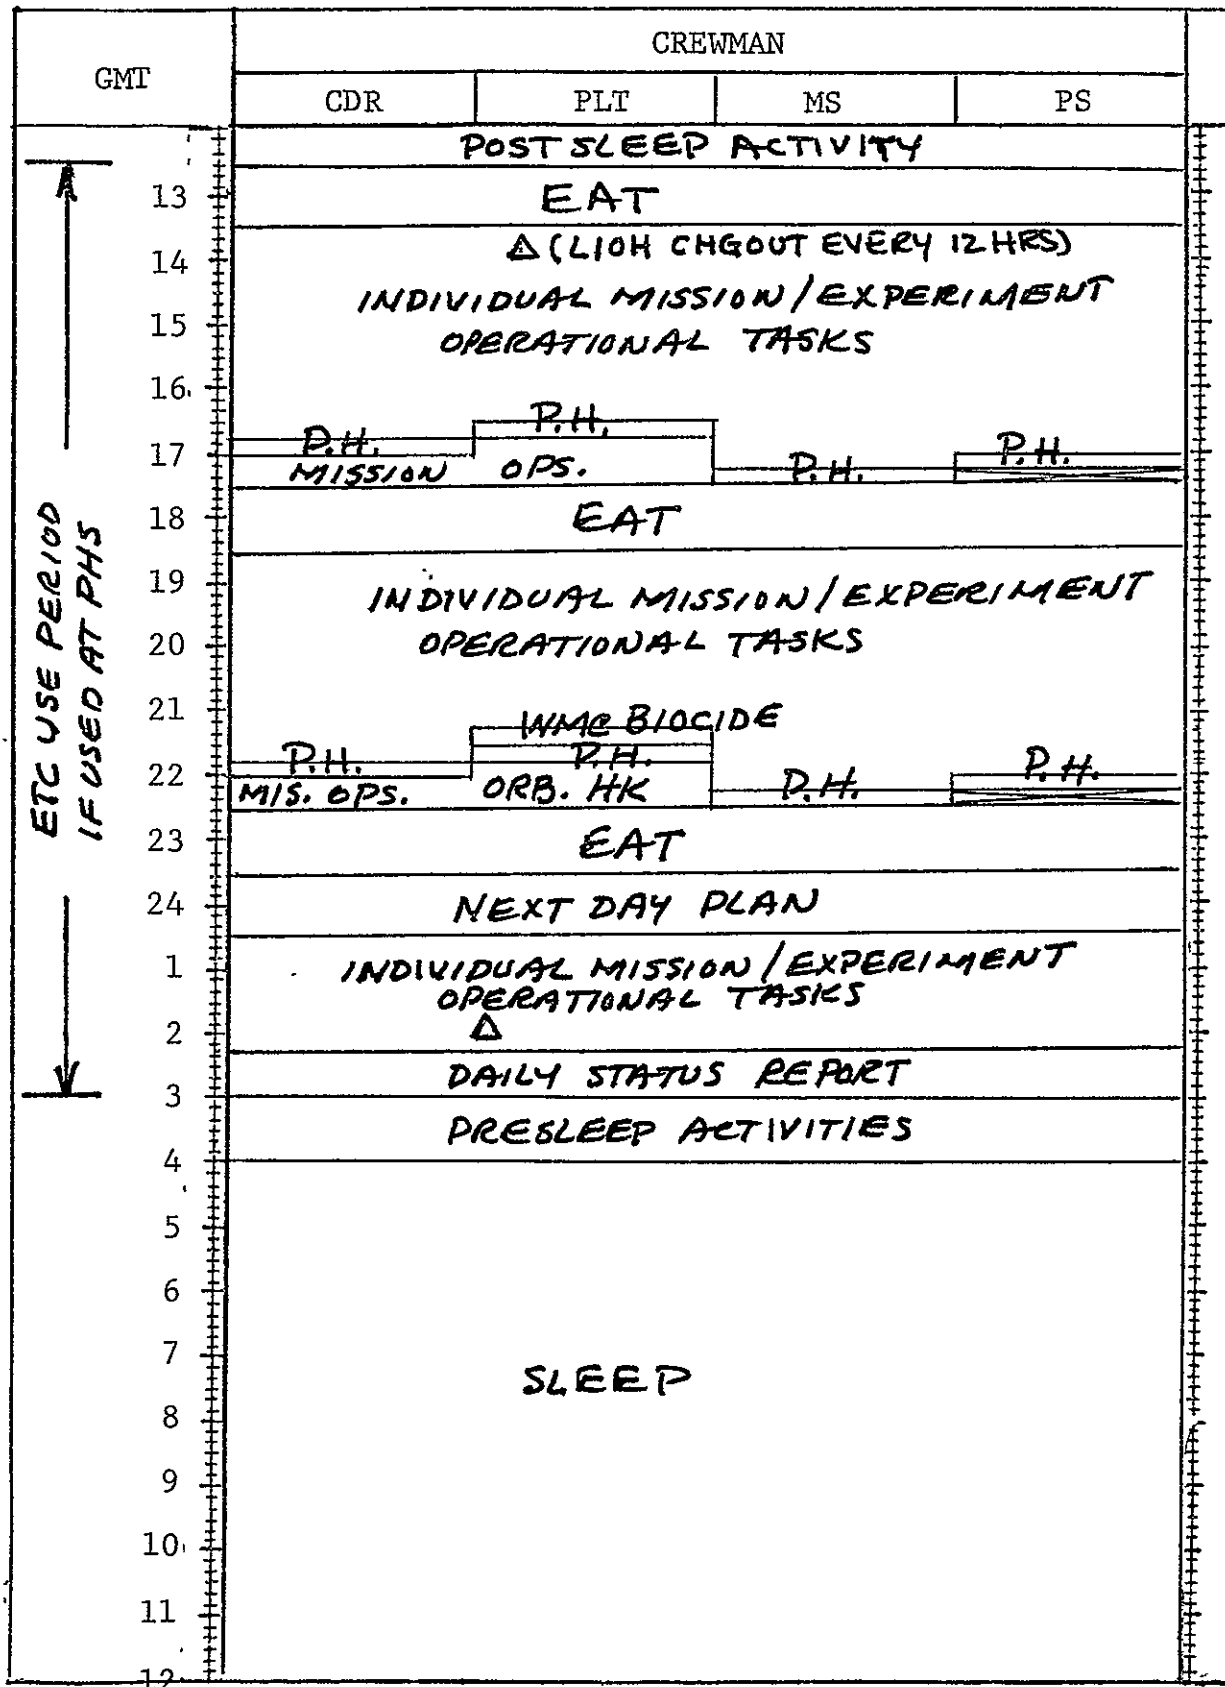 CREWMAN
GMT
CDR PLT MS PS
POST SLEEP ACTIVITY
13 EAT
Δ (LIOH CHGOUT EVERY 12 HRS)
14
INDIVIDUAL MISSION/EXPERIMENT
15
OPERATIONAL TASKS
16
P.H. P.H. P.H. P.H.
17
MISSION OPS.
18 EAT
19
INDIVIDUAL MISSION/EXPERIMENT
20 OPERATIONAL TASKS
21
WMC BIOCIDE
P.H. P.H. P.H. P.H.
22
MIS. OPS. ORB. HK
23 EAT
24 NEXT DAY PLAN
1 INDIVIDUAL MISSION/EXPERIMENT
OPERATIONAL TASKS
2 Δ
DAILY STATUS REPORT
3
PRESLEEP ACTIVITIES
4
5
6
7
SLEEP
8
9
10
11
12
ETC USE PERIOD
IF USED AT PHS